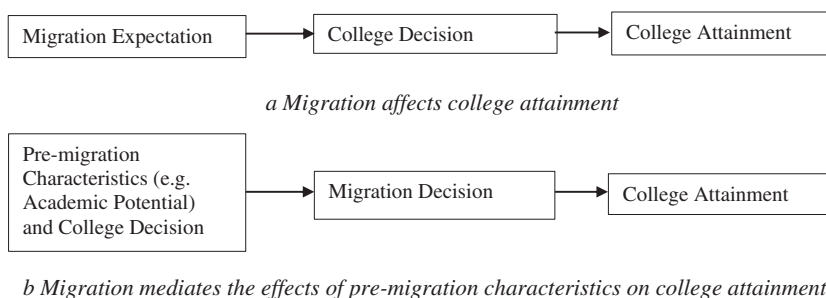 Migration Expectation
College Decision
College Attainment
a Migration affects college attainment
Pre-migration
Characteristics (e.g.
Academic Potential)
and College Decision
Migration Decision
College Attainment
b Migration mediates the effects of pre-migration characteristics on college attainment